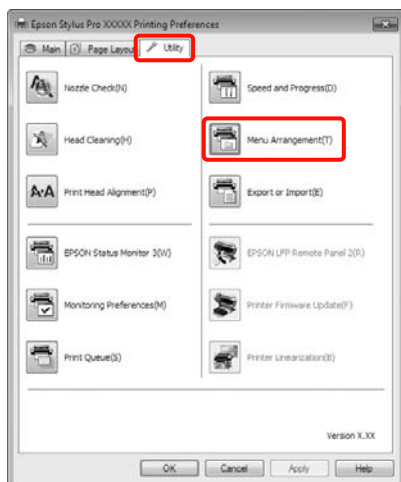 Epson Stylus Pro XXXXX Printing Preferences
Main Page Layout Utility
Nozzle Check(N)
Speed and Progress(D)
Head Cleaning(H)
Menu Arrangement(T)
Print Head Alignment(P)
Export or Import(E)
EPSON Status Monitor 3(W)
EPSON LFP Remote Panel 2(R)
Monitoring Preferences(M)
Printer Firmware Update(F)
Print Queue(S)
Printer Linearization(B)
Version X.XX
OK Cancel Apply Help